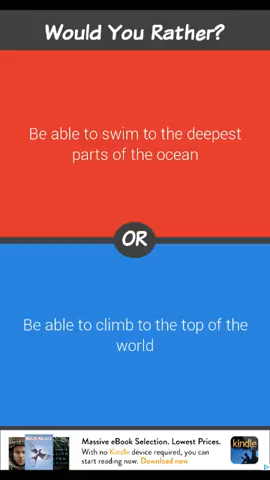 Would You Rather?
Be able to swim to the deepest
parts of the ocean
OR
Be able to climb to the top of the
world
Massive eBook Selection. Lowest Prices.
With no Kindle device required, you can
start reading now. Download now
kindle